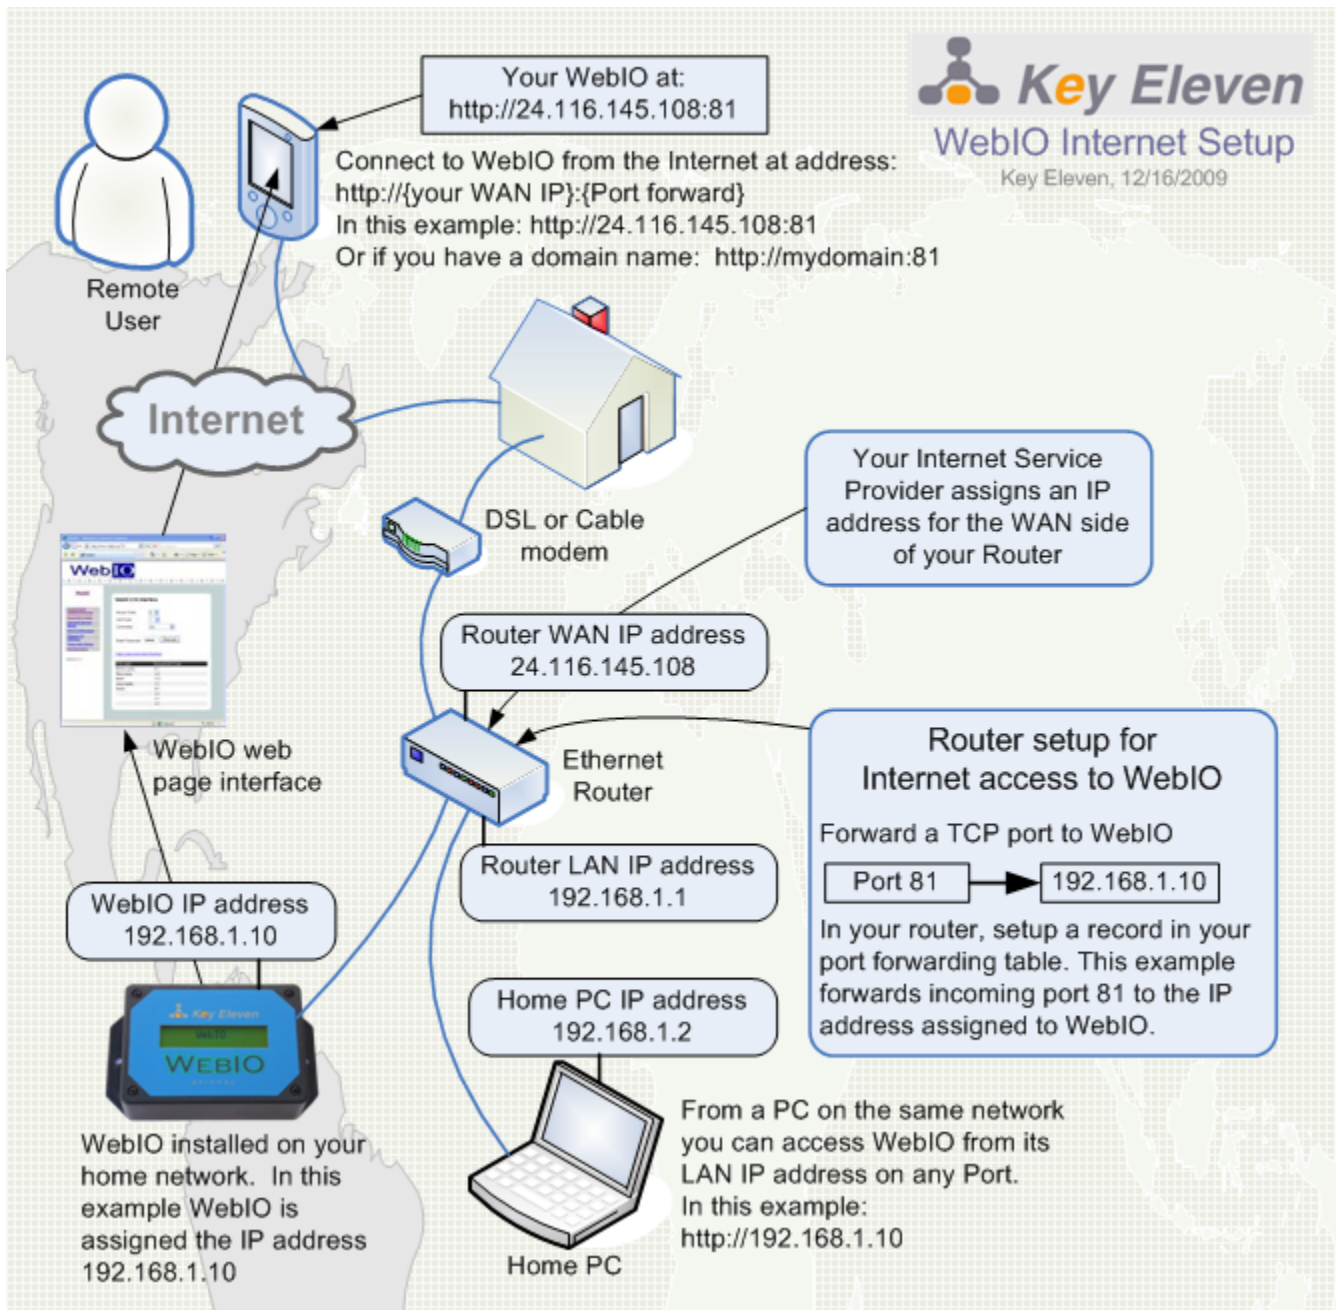 Your WebIO at:
http://24.116.145.108:81
Key Eleven
WebIO Internet Setup
Key Eleven, 12/16/2009
Connect to WebIO from the Internet at address:
http://{your WAN IP}:{Port forward}
In this example: http://24.116.145.108:81
Or if you have a domain name:  http://mydomain:81
Remote
User
Internet
DSL or Cable
modem
Your Internet Service
Provider assigns an IP
address for the WAN side
of your Router
WebIO
Router WAN IP address
24.116.145.108
WebIO web
page interface
Ethernet
Router
Router setup for
Internet access to WebIO
Forward a TCP port to WebIO
Port 81
192.168.1.10
In your router, setup a record in your
port forwarding table. This example
forwards incoming port 81 to the IP
address assigned to WebIO.
Router LAN IP address
192.168.1.1
WebIO IP address
192.168.1.10
Home PC IP address
192.168.1.2
Key Eleven
WebIO
WEBIO
WebIO installed on your
home network.  In this
example WebIO is
assigned the IP address
192.168.1.10
Home PC
From a PC on the same network
you can access WebIO from its
LAN IP address on any Port.
In this example:
http://192.168.1.10